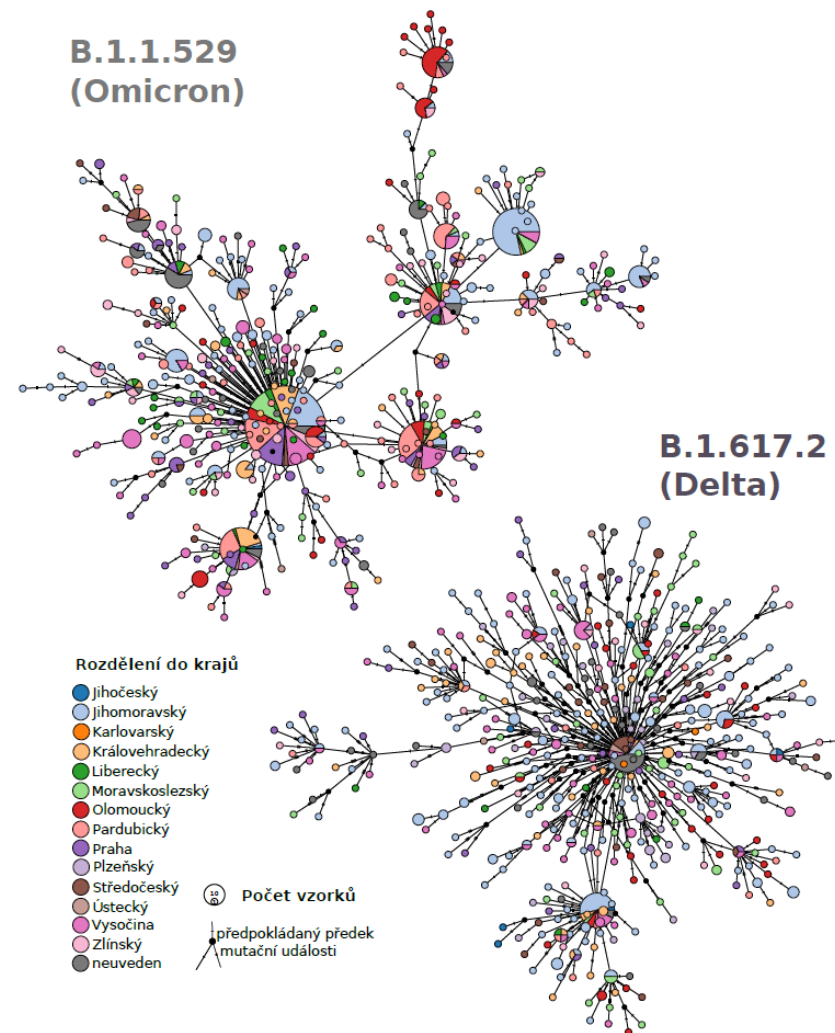 B.1.1.529
(Omicron)
B.1.617.2
(Delta)
Rozdělení do krajů
Jihočeský
Jihomoravský
Karlovarský
Královehradecký
Liberecký
Moravskoslezský
Olomoucký
Pardubický
Praha
Plzeňský
Středočeský
Ústecký
Vysočina
Zlínský
neuveden
10
Počet vzorků
předpokládaný předek
mutační události